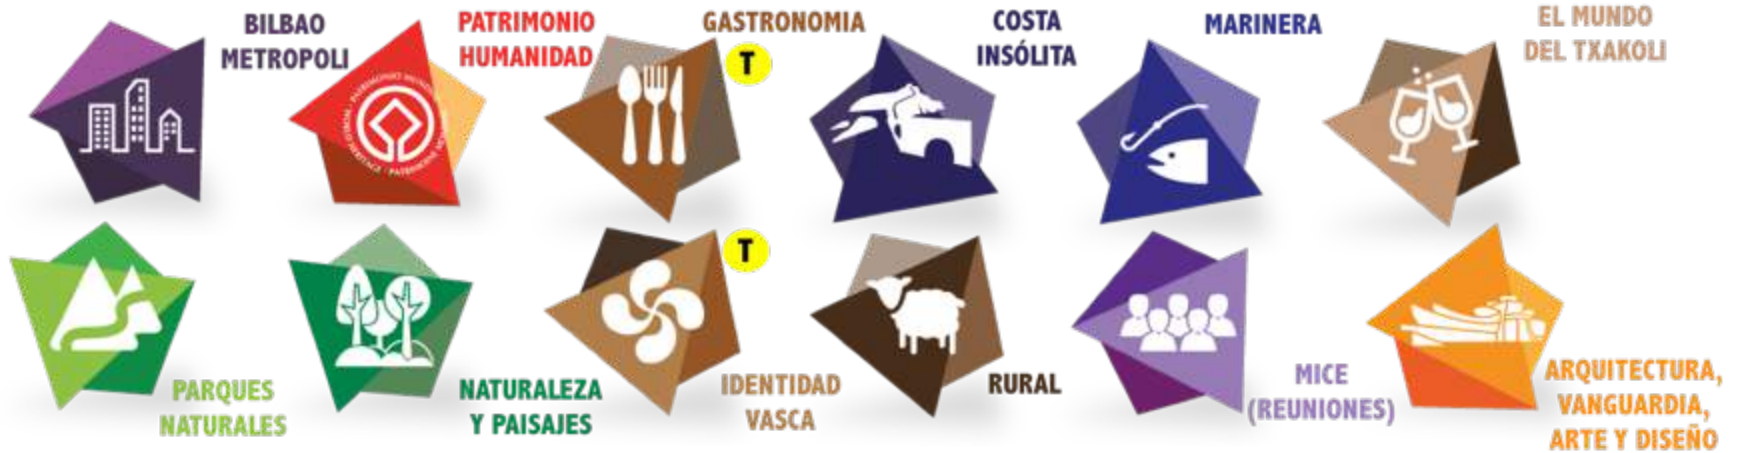 BILBAO
METROPOLI
PATRIMONIO
HUMANIDAD
GASTRONOMIA
T
COSTA
INSÓLITA
MARINERA
EL MUNDO
DEL TXAKOLI
PARQUES
NATURALES
NATURALEZA
Y PAISAJES
T
IDENTIDAD
VASCA
RURAL
MICE
(REUNIONES)
ARQUITECTURA,
VANGUARDIA,
ARTE Y DISEÑO